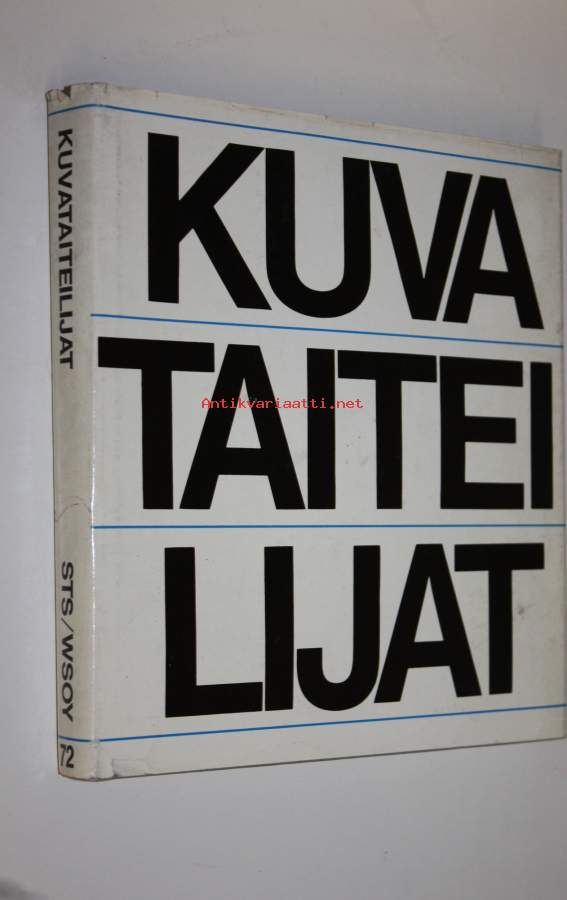 KUVATAITEILIJAT
STS/WSOY
72
KUVA
TAITEI
LIJAT
Antikvariaatti.net